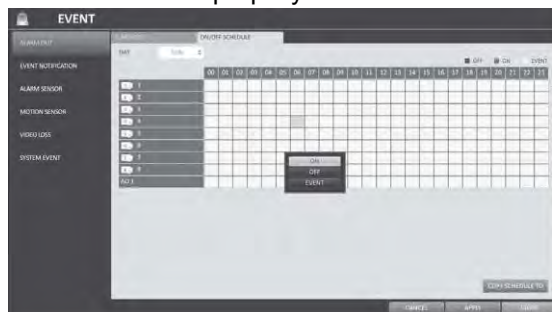 EVENT
ALARM OUT
ON/OFF SCHEDULE
OFF ON EVENT
00 01 02 03 04 05 06 07 08 09 10 11 12 13 14 15 16 17 18 19 20 21 22 23
EVENT NOTIFICATION
ALARM SENSOR
MOTION SENSOR
VIDEO LOSS
SYSTEM EVENT
1
2
3
4
5
6
7
8
ON
OFF
EVENT
COPY SCHEDULE TO
CANCEL APPLY CLOSE